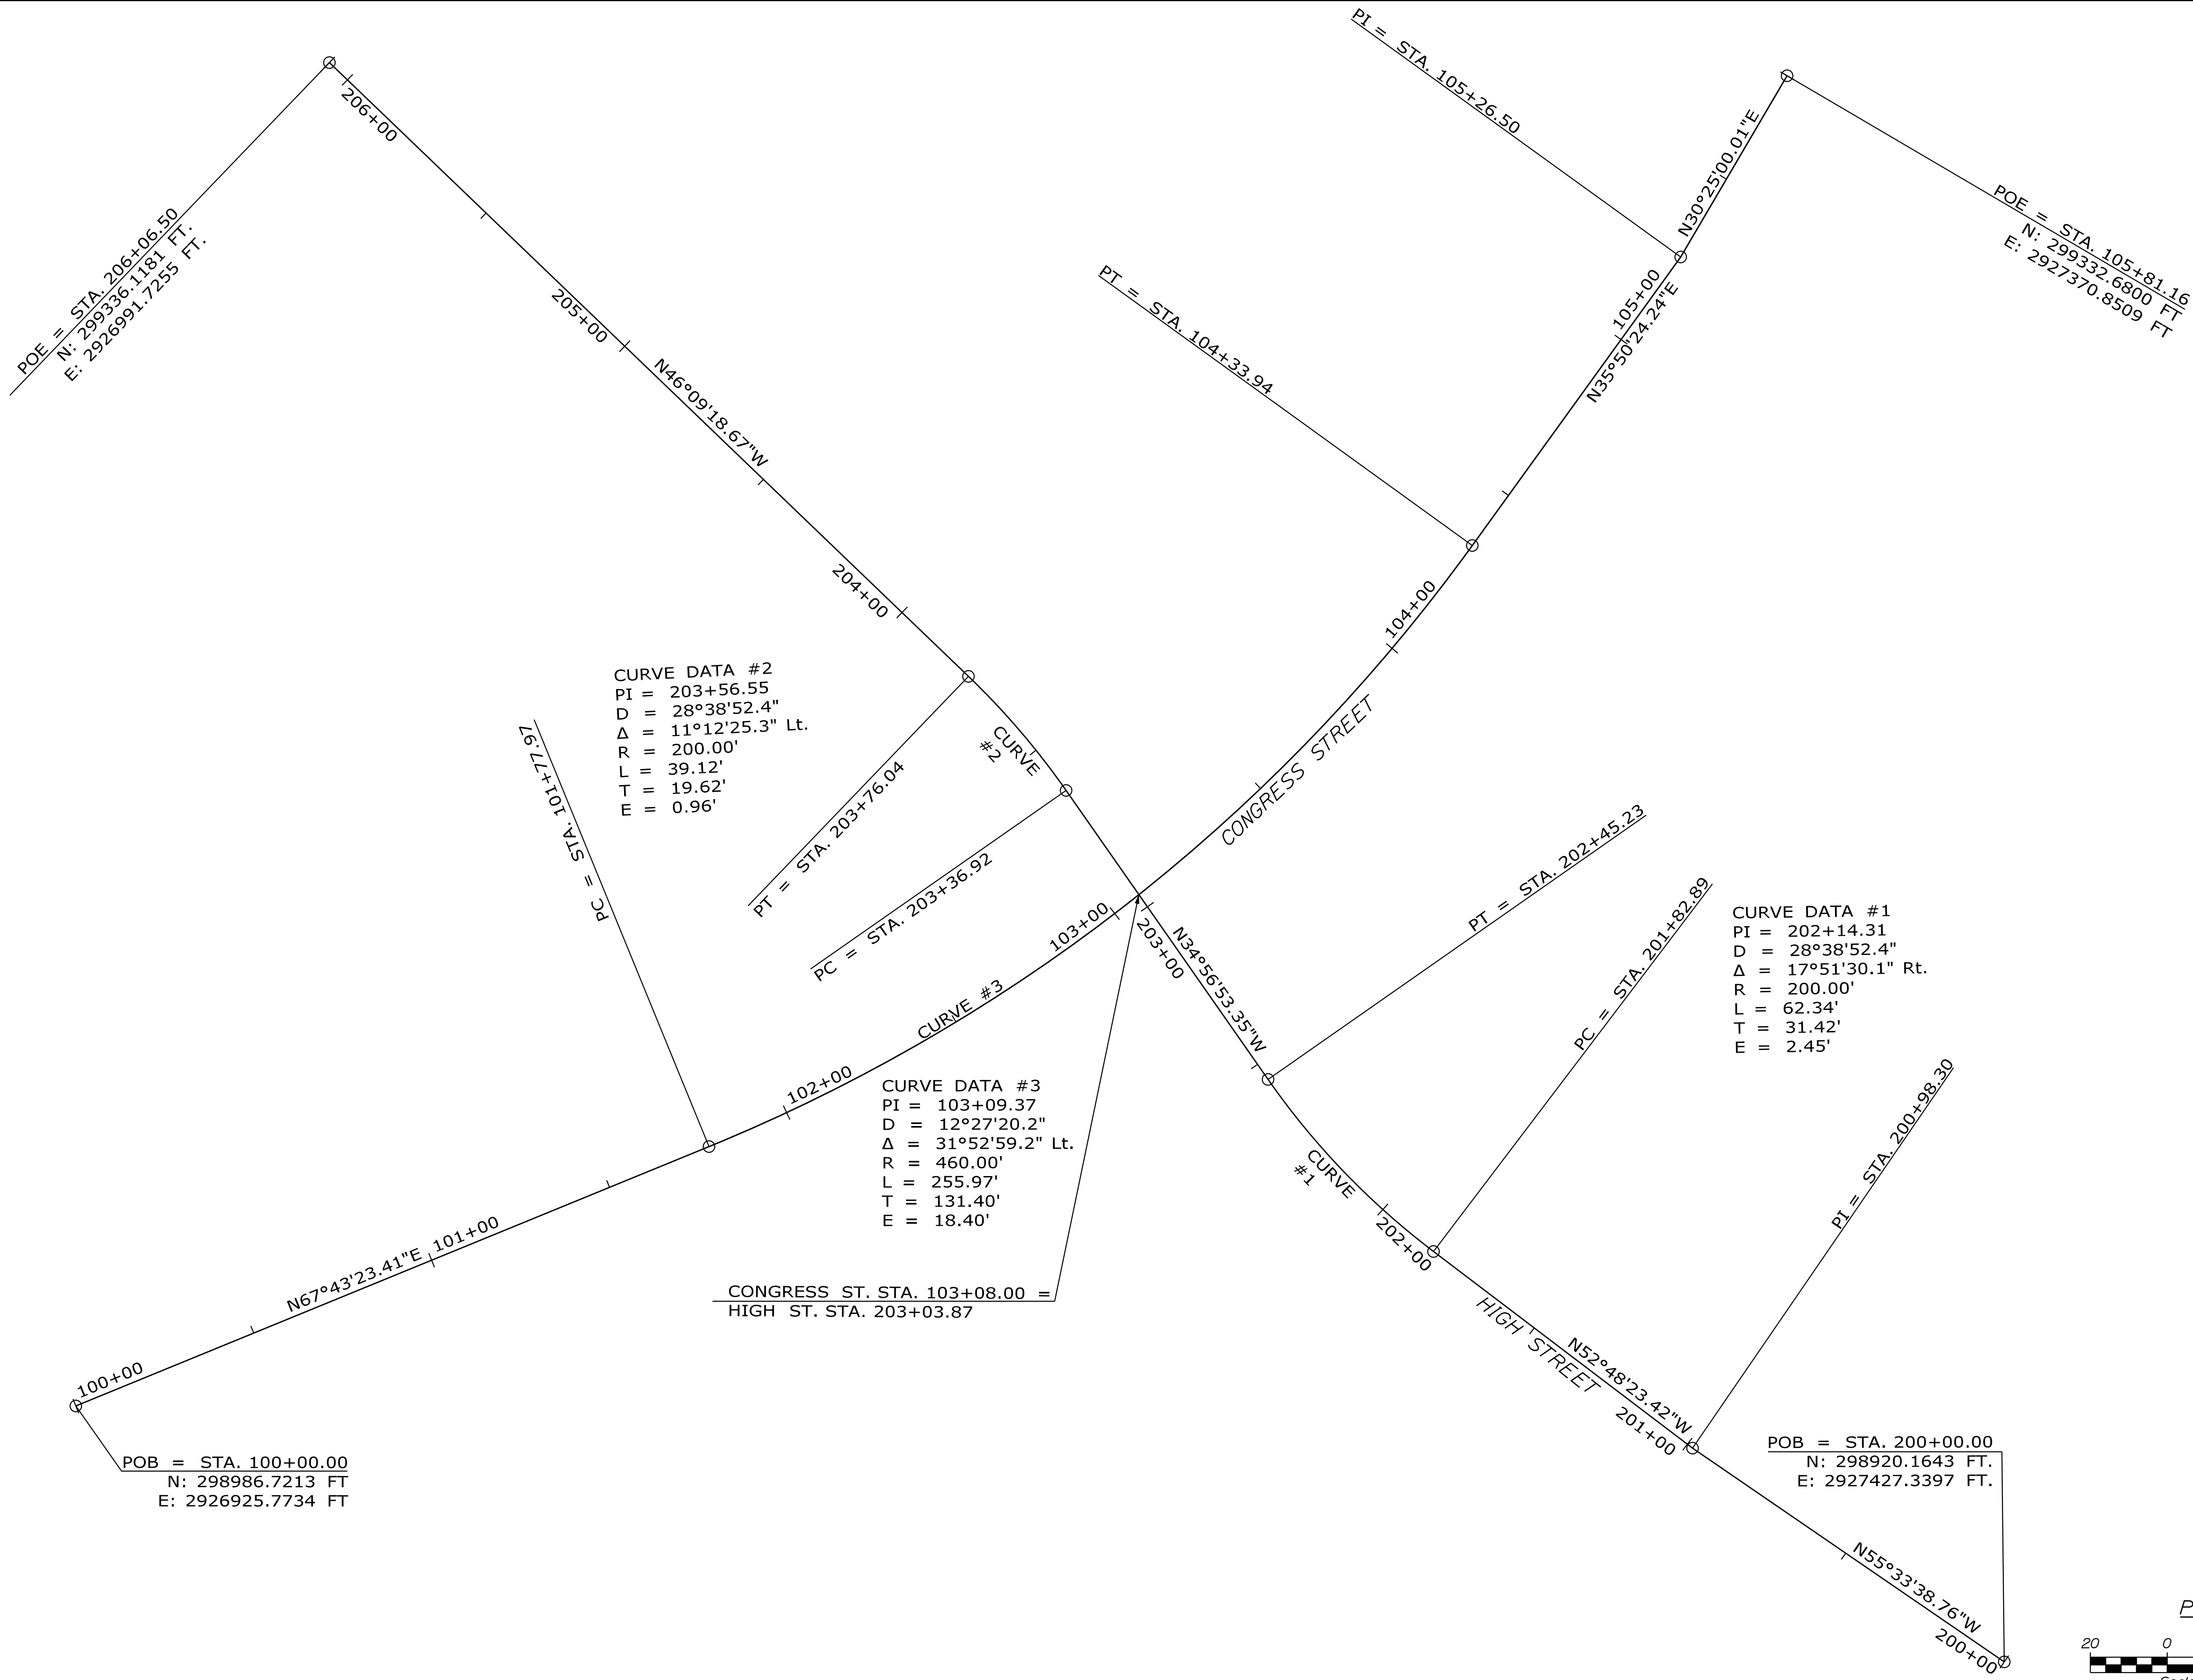 PI = STA. 105+26.50
206+00
N30°25'00.01"E
POE = STA. 206+06.50
N: 299336.1181 FT.
E: 2926991.7255 FT.
POE = STA. 105+81.16
N: 299332.6800 FT
E: 2927370.8509 FT
205+00
PT = STA. 104+33.94
105+00
N35°50'24.24"E
N46°09'18.67"W
204+00
104+00
CURVE DATA #2
PI = 203+56.55
D = 28°38'52.4"
Δ = 11°12'25.3" Lt.
R = 200.00'
L = 39.12'
T = 19.62'
E = 0.96'
CURVE
#2
CONGRESS STREET
PC = STA. 101+77.97
PT = STA. 203+76.04
PC = STA. 203+36.92
PT = STA. 202+45.23
PC = STA. 201+82.89
CURVE DATA #1
PI = 202+14.31
D = 28°38'52.4"
Δ = 17°51'30.1" Rt.
R = 200.00'
L = 62.34'
T = 31.42'
E = 2.45'
103+00
203+00
N34°56'53.35"W
CURVE #3
102+00
CURVE DATA #3
PI = 103+09.37
D = 12°27'20.2"
Δ = 31°52'59.2" Lt.
R = 460.00'
L = 255.97'
T = 131.40'
E = 18.40'
CURVE
#1
PI = STA. 200+98.30
101+00
N67°43'23.41"E
202+00
CONGRESS ST. STA. 103+08.00 =
HIGH ST. STA. 203+03.87
HIGH STREET
N52°48'23.42"W
201+00
100+00
POB = STA. 100+00.00
N: 298986.7213 FT
E: 2926925.7734 FT
POB = STA. 200+00.00
N: 298920.1643 FT.
E: 2927427.3397 FT.
N55°33'38.76"W
200+00
20 0